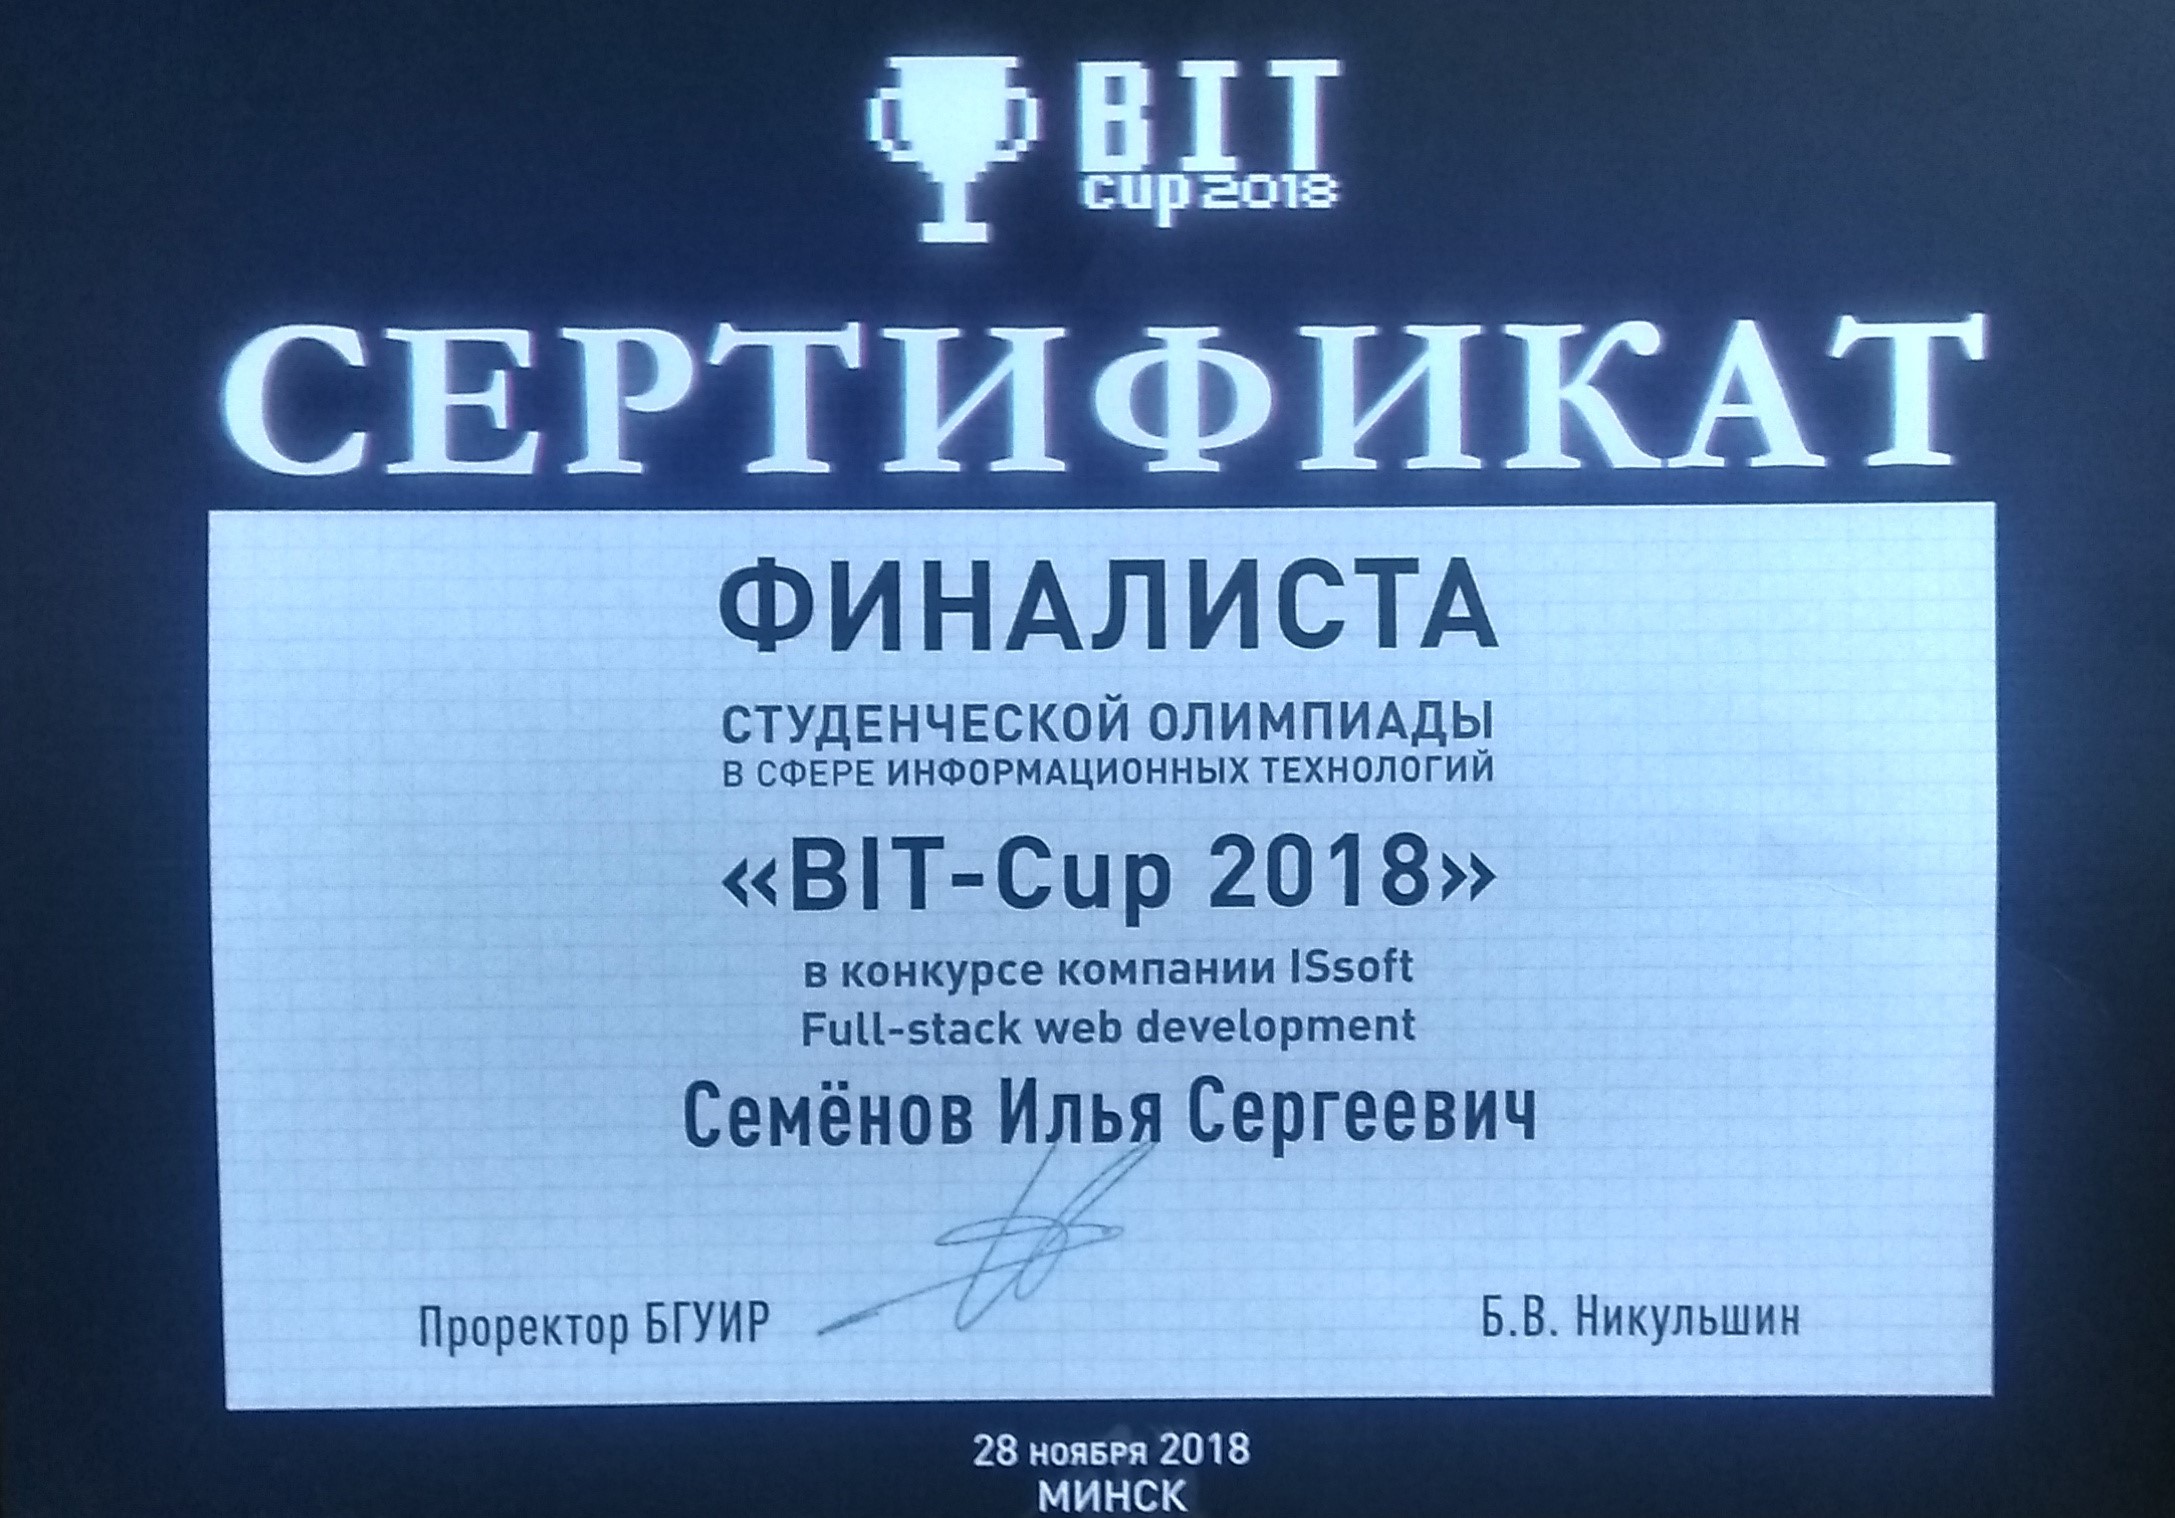 BIT
cup 2018
СЕРТИФИКАТ
ФИНАЛИСТА
СТУДЕНЧЕСКОЙ ОЛИМПИАДЫ
В СФЕРЕ ИНФОРМАЦИОННЫХ ТЕХНОЛОГИЙ
«BIT-Cup 2018»
в конкурсе компании ISsoft
Full-stack web development
Семёнов Илья Сергеевич
Проректор БГУИР
Б.В. Никульшин
28 НОЯБРЯ 2018
МИНСК